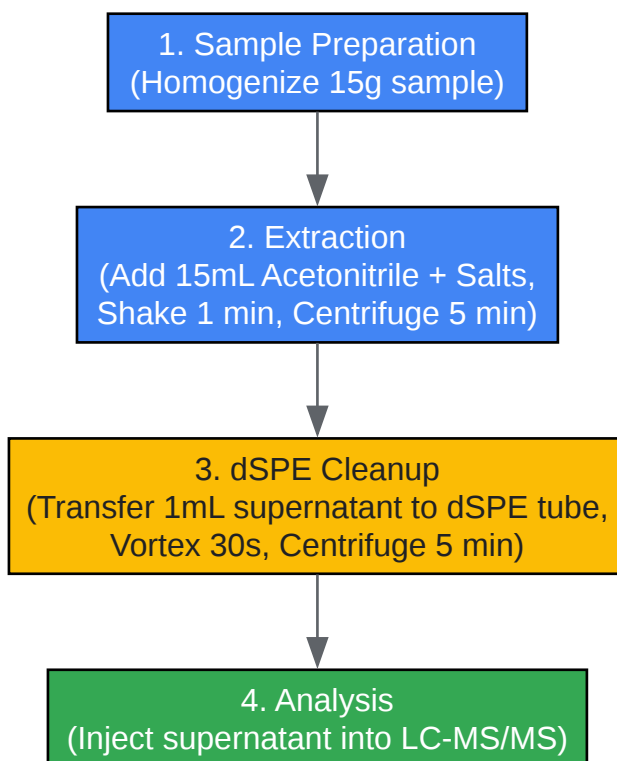 1. Sample Preparation
(Homogenize 15g sample)
2. Extraction
(Add 15mL Acetonitrile + Salts,
Shake 1 min, Centrifuge 5 min)
3. dSPE Cleanup
(Transfer 1mL supernatant to dSPE tube,
Vortex 30s, Centrifuge 5 min)
4. Analysis
(Inject supernatant into LC-MS/MS)